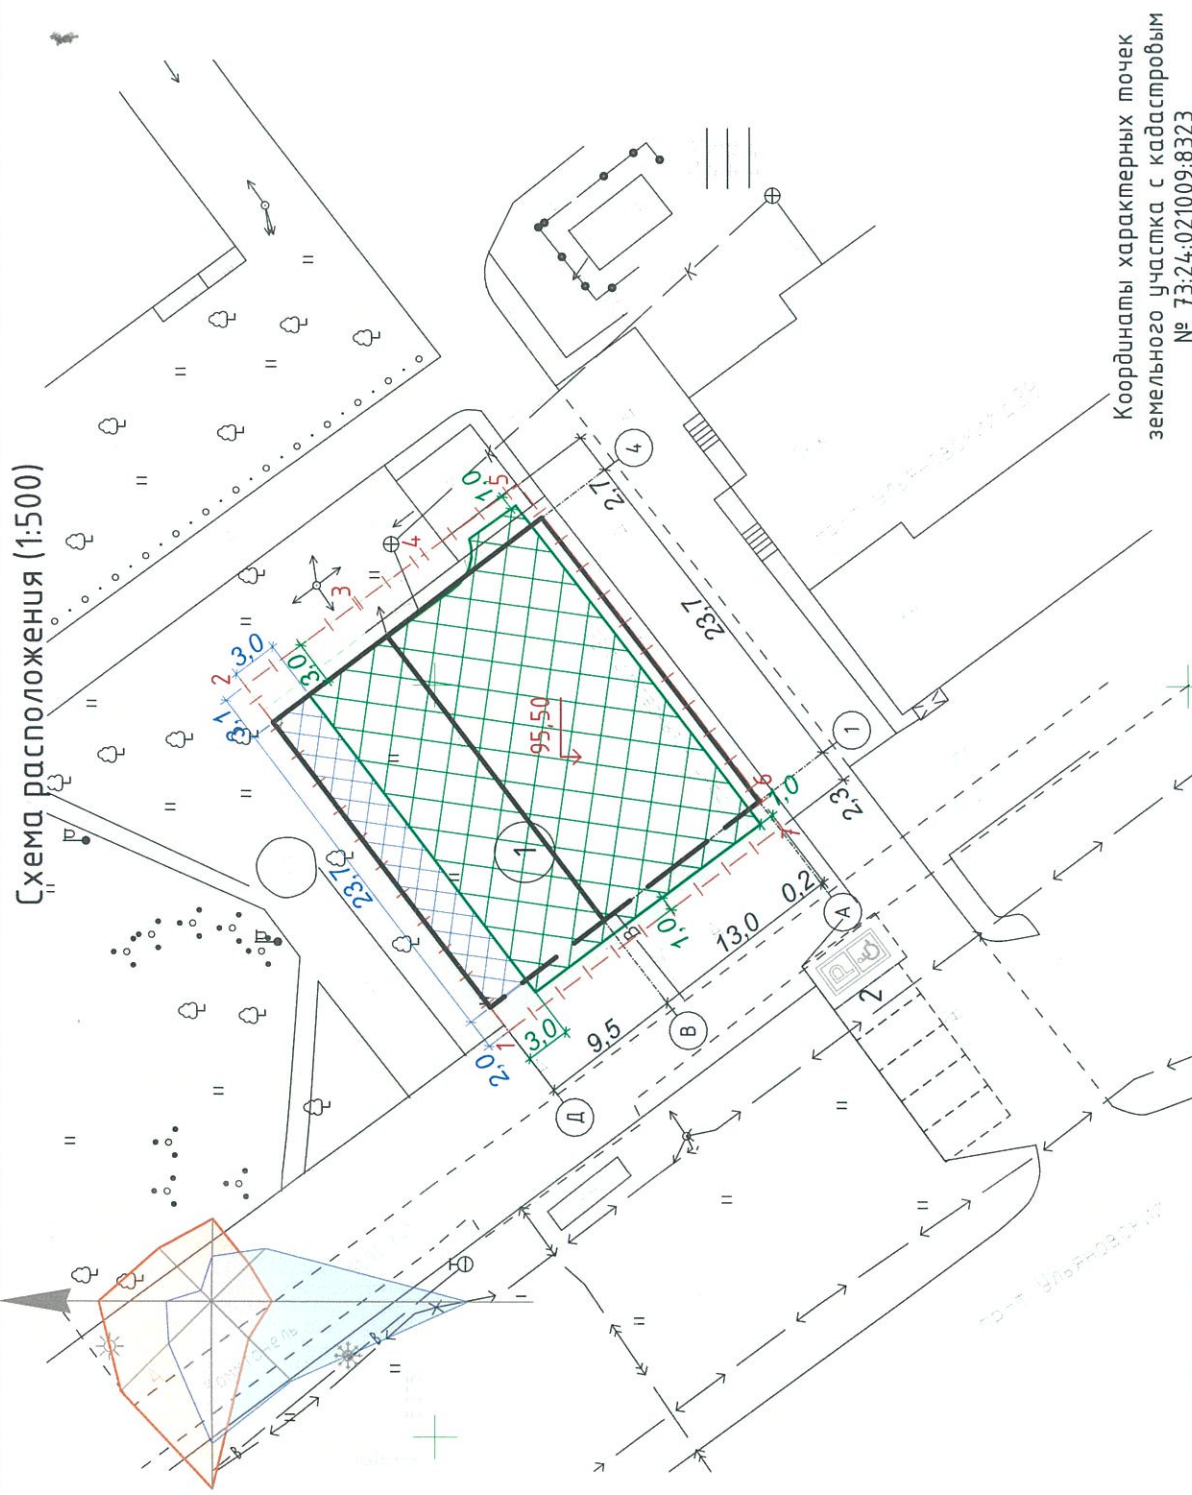 Схема расположения (1:500)
Координаты характерных точек
земельного участка с кадастровым
№ 73:24:021009:8323
2
3,0
3,1
3,0
3
4
1,0
5
4
2,7
23,7
95,50
1
23,7
6
1,0
7
1
2,3
0,2
А
13,0
1,0
В
В
9,5
3,0
1
2,0
Д
2
Р
К
К
В
В